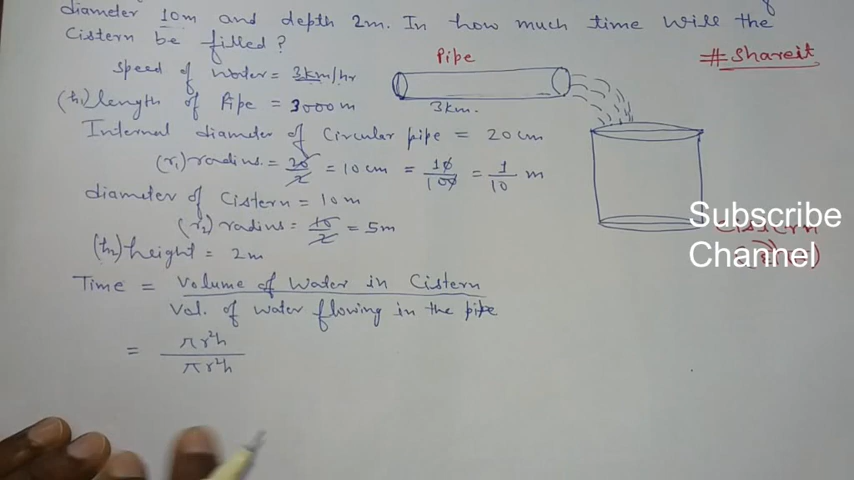 diameter 10m and depth 2m. In how much time will the
Cistern be filled?
Speed of water = 3km/hr
(h₁) length of Pipe = 3000 m
Internal diameter of Circular pipe = 20 cm
(r₁) radius = 20/2 = 10 cm = 10/100 = 1/10 m
diameter of Cistern = 10 m
(r₂) radius = 10/2 = 5m
(h₂) height = 2m
Time = Volume of Water in Cistern
Vol. of water flowing in the pipe
= πr²h
πr²h
Pipe
3km.
#Shareit
Cistern
Subscribe
Channel